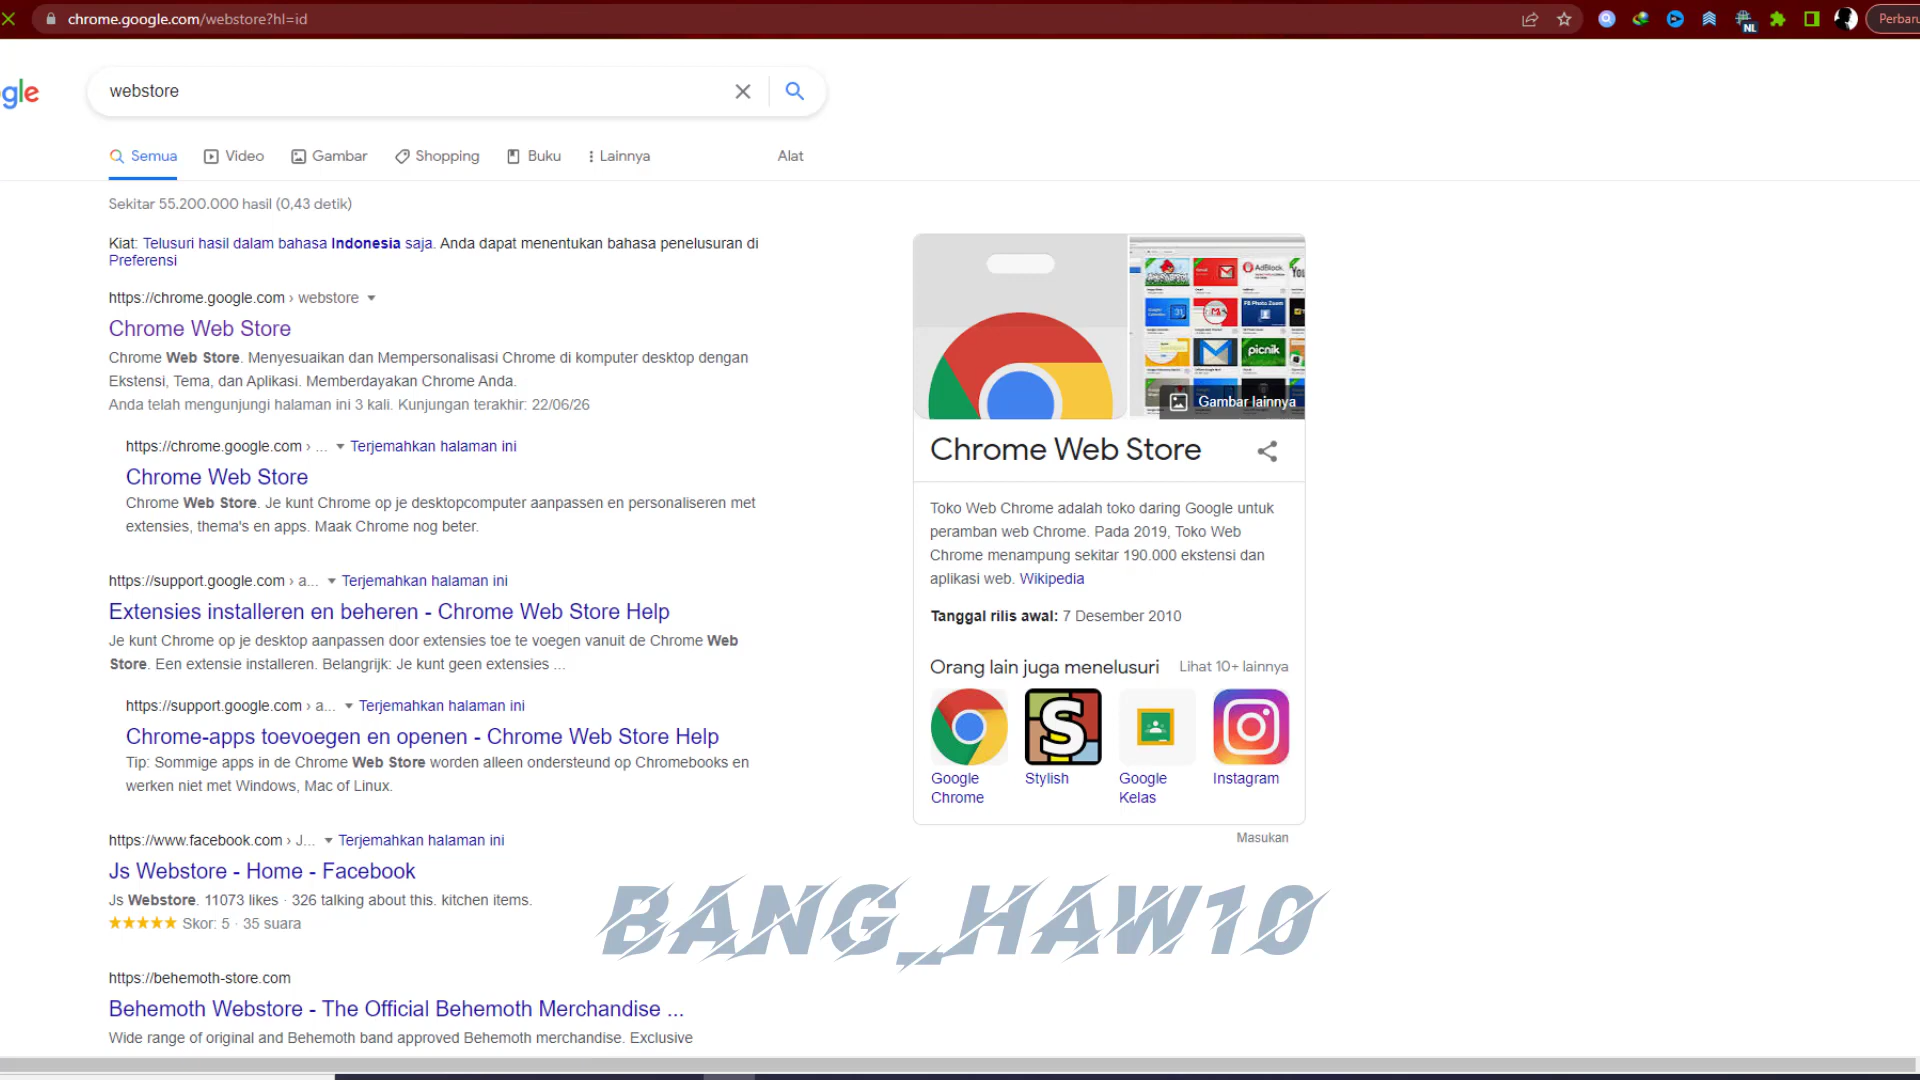 chrome.google.com/webstore?hl=id
NL
Perbaru
gle
webstore
Semua
Video
Gambar
Shopping
Buku
Lainnya
Alat
Sekitar 55.200.000 hasil (0,43 detik)
Kiat: Telusuri hasil dalam bahasa Indonesia saja. Anda dapat menentukan bahasa penelusuran di
Preferensi
https://chrome.google.com › webstore
Chrome Web Store
Chrome Web Store. Menyesuaikan dan Mempersonalisasi Chrome di komputer desktop dengan
Ekstensi, Tema, dan Aplikasi. Memberdayakan Chrome Anda.
Anda telah mengunjungi halaman ini 3 kali. Kunjungan terakhir: 22/06/26
https://chrome.google.com › ... Terjemahkan halaman ini
Chrome Web Store
Chrome Web Store. Je kunt Chrome op je desktopcomputer aanpassen en personaliseren met
extensies, thema's en apps. Maak Chrome nog beter.
https://support.google.com › a... Terjemahkan halaman ini
Extensies installeren en beheren - Chrome Web Store Help
Je kunt Chrome op je desktop aanpassen door extensies toe te voegen vanuit de Chrome Web
Store. Een extensie installeren. Belangrijk: Je kunt geen extensies ...
https://support.google.com › a... Terjemahkan halaman ini
Chrome-apps toevoegen en openen - Chrome Web Store Help
Tip: Sommige apps in de Chrome Web Store worden alleen ondersteund op Chromebooks en
werken niet met Windows, Mac of Linux.
https://www.facebook.com › J... Terjemahkan halaman ini
Js Webstore - Home - Facebook
Js Webstore. 11073 likes · 326 talking about this. kitchen items.
Skor: 5 · 35 suara
https://behemoth-store.com
Behemoth Webstore - The Official Behemoth Merchandise ...
Wide range of original and Behemoth band approved Behemoth merchandise. Exclusive
AdBlock
You
31
FB Photo Zoom
picnik
Gambar lainnya
Chrome Web Store
Toko Web Chrome adalah toko daring Google untuk
peramban web Chrome. Pada 2019, Toko Web
Chrome menampung sekitar 190.000 ekstensi dan
aplikasi web. Wikipedia
Tanggal rilis awal: 7 Desember 2010
Orang lain juga menelusuri
Lihat 10+ lainnya
S
Google
Chrome
Stylish
Google
Kelas
Instagram
Masukan
BANG_HAW10